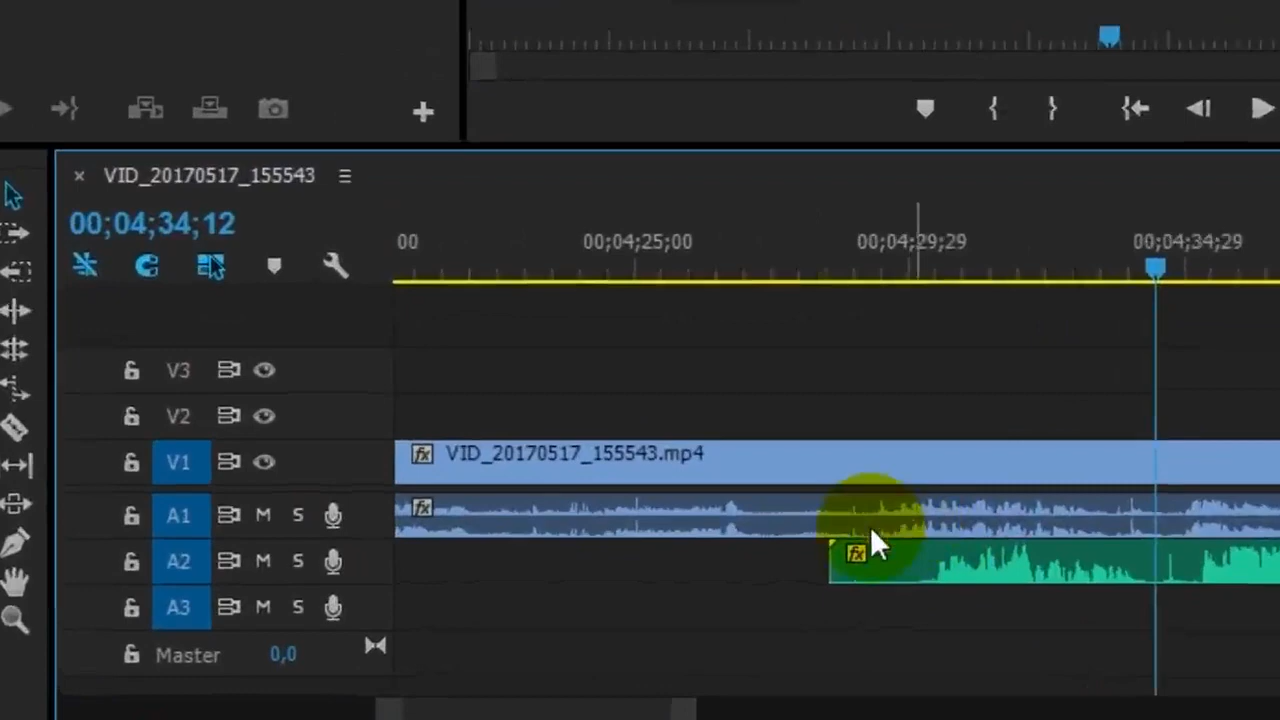 × VID_20170517_155543
00;04;34;12
00 00;04;25;00 00;04;29;29 00;04;34;29
V3
V2
V1 fx VID_20170517_155543.mp4
A1 M S fx
A2 M S fx
A3 M S
Master 0,0